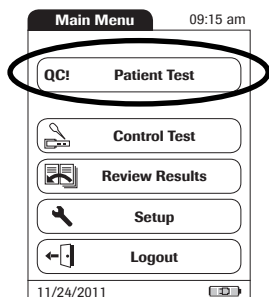 Main Menu 09:15 am
QC! Patient Test
Control Test
Review Results
Setup
Logout
11/24/2011